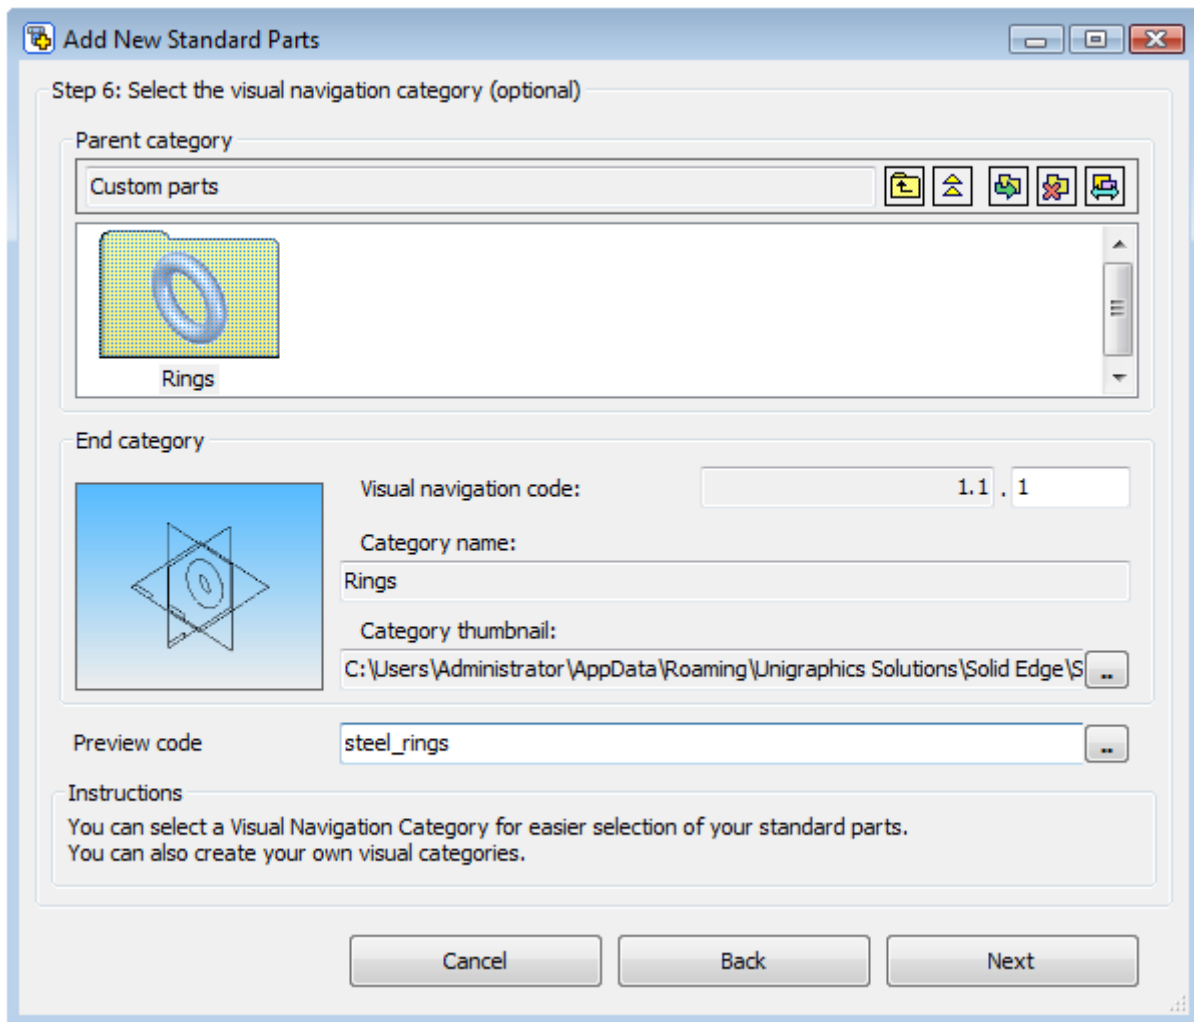 Add New Standard Parts
Step 6: Select the visual navigation category (optional)
Parent category
Custom parts
Rings
End category
Visual navigation code:
1.1 . 1
Category name:
Rings
Category thumbnail:
C:\Users\Administrator\AppData\Roaming\Unigraphics Solutions\Solid Edge\S ..
Preview code
steel_rings ..
Instructions
You can select a Visual Navigation Category for easier selection of your standard parts.
You can also create your own visual categories.
Cancel Back Next